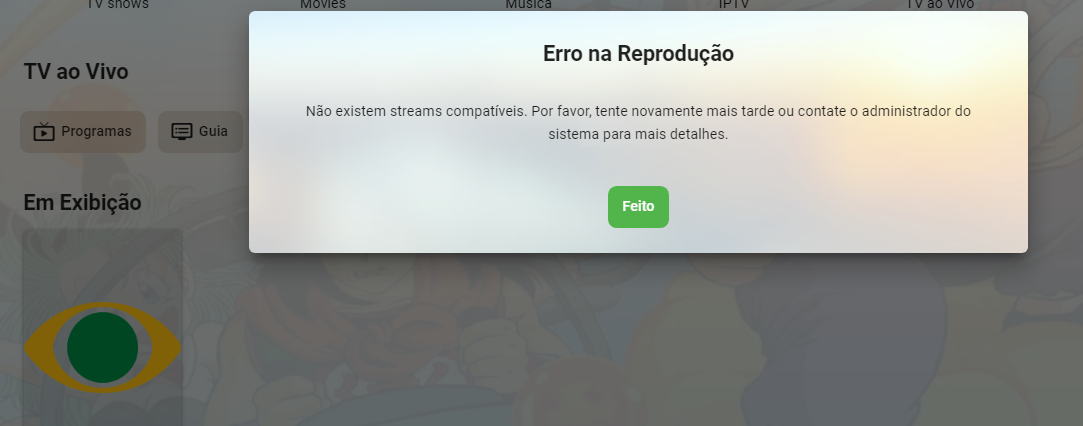 TV shows
Movies
Música
IPTV
TV ao Vivo
Erro na Reprodução
TV ao Vivo
Não existem streams compatíveis. Por favor, tente novamente mais tarde ou contate o administrador do
sistema para mais detalhes.
Programas
Guia
Em Exibição
Feito